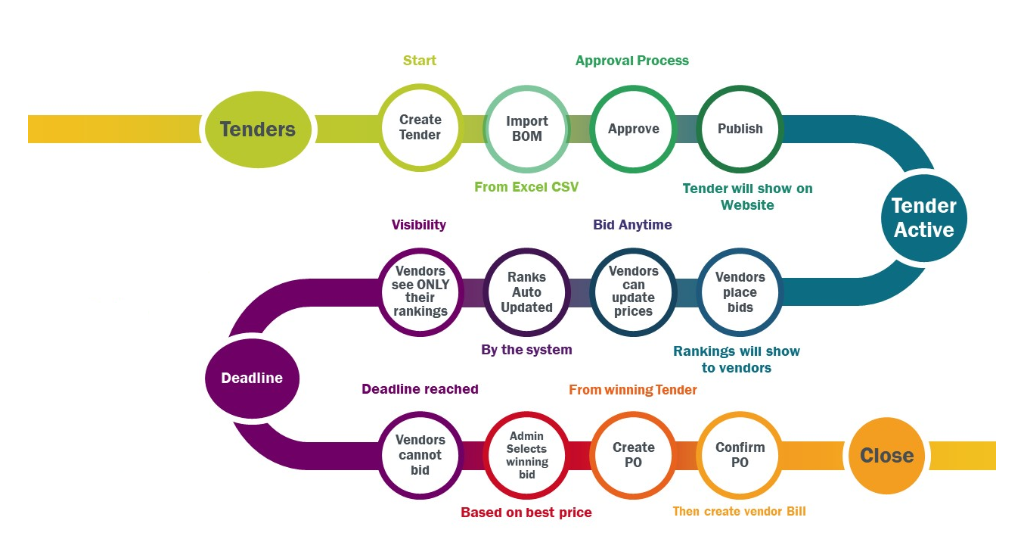 Start
Approval Process
Tenders
Create
Tender
Import
BOM
Approve
Publish
From Excel CSV
Tender will show on
Website
Tender
Active
Visibility
Bid Anytime
Vendors
see ONLY
their
rankings
Ranks
Auto
Updated
Vendors
can
update
prices
Vendors
place
bids
By the system
Rankings will show
to vendors
Deadline
Deadline reached
From winning Tender
Vendors
cannot
bid
Admin
Selects
winning
bid
Create
PO
Confirm
PO
Close
Based on best price
Then create vendor Bill